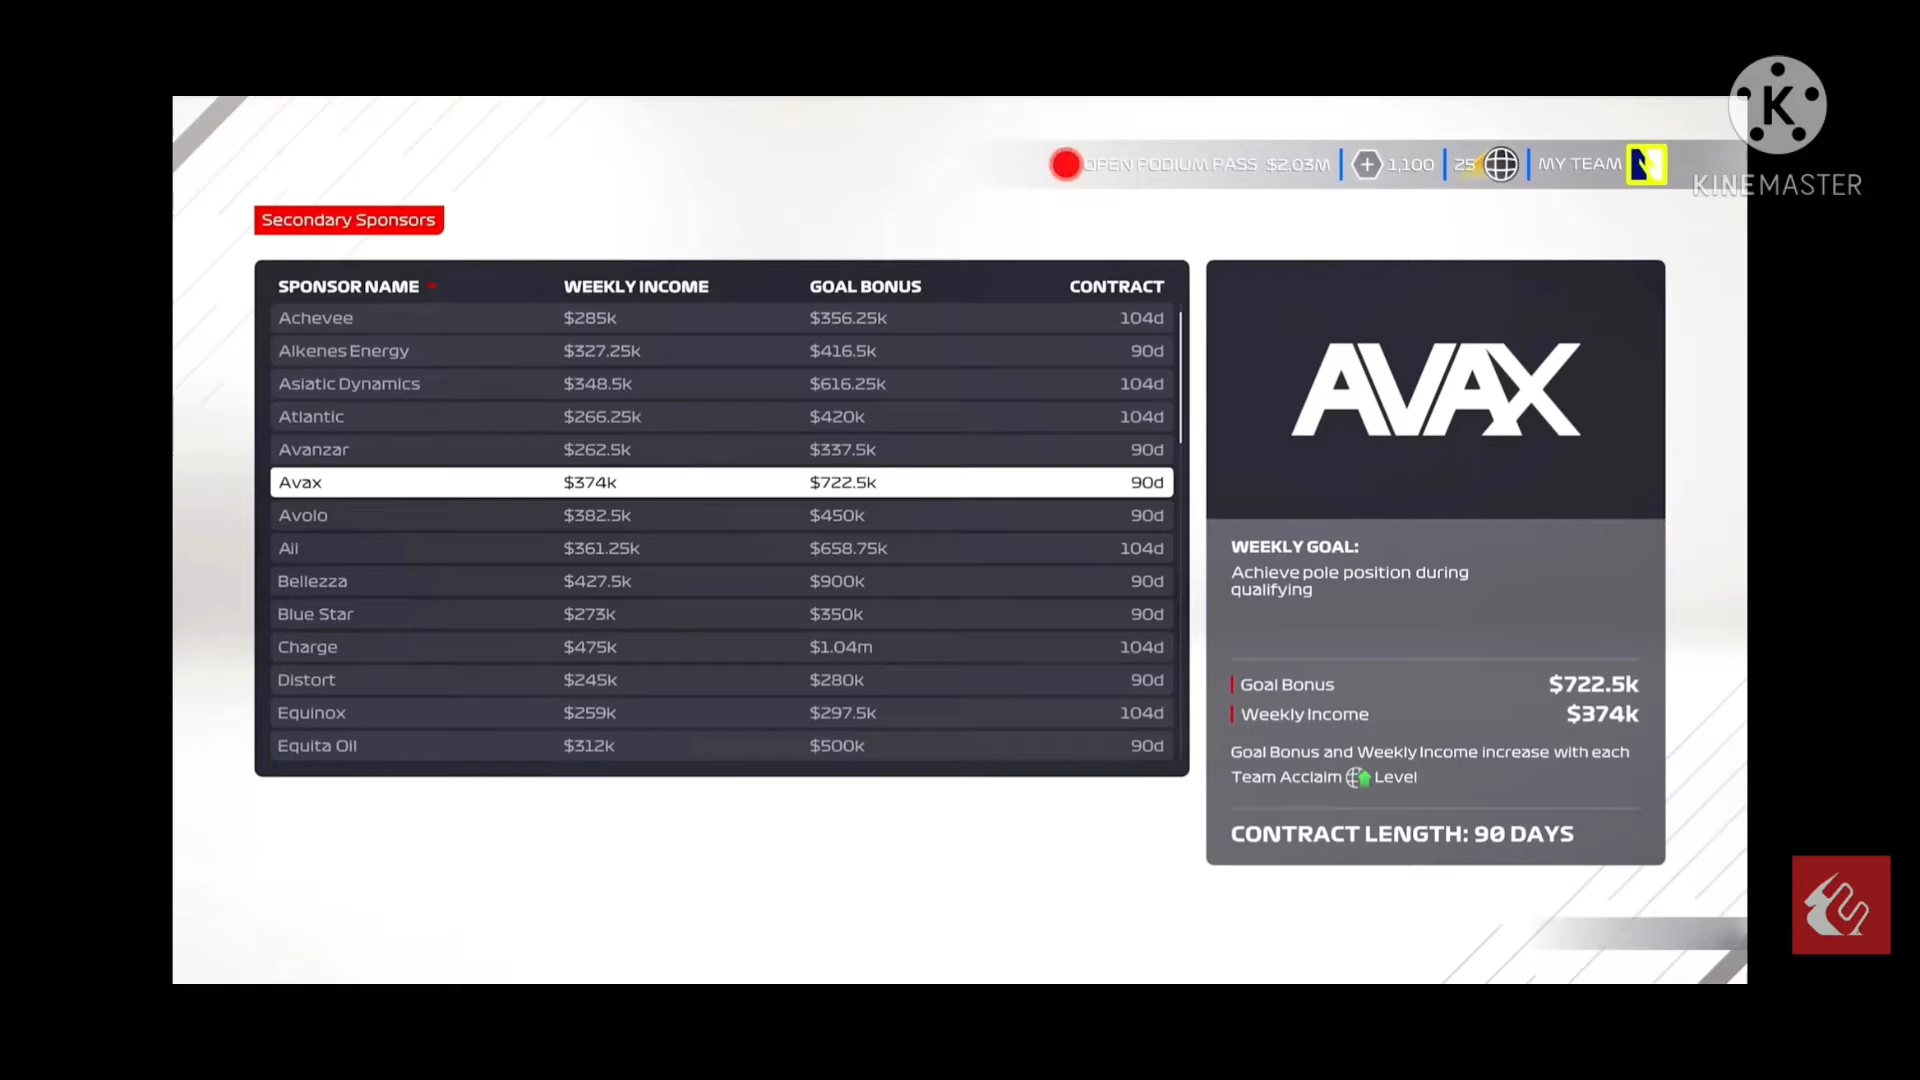 K
KINEMASTER
OPEN PODIUM PASS $2.03M 1,100 25 MY TEAM
Secondary Sponsors
SPONSOR NAME WEEKLY INCOME GOAL BONUS CONTRACT
Achevee $285k $356.25k 104d
Alkenes Energy $327.25k $416.5k 90d
Asiatic Dynamics $348.5k $616.25k 104d
Atlantic $266.25k $420k 104d
Avanzar $262.5k $337.5k 90d
Avax $374k $722.5k 90d
Avolo $382.5k $450k 90d
Aii $361.25k $658.75k 104d
Bellezza $427.5k $900k 90d
Blue Star $273k $350k 90d
Charge $475k $1.04m 104d
Distort $245k $280k 90d
Equinox $259k $297.5k 104d
Equita Oil $312k $500k 90d
AVAX
WEEKLY GOAL:
Achieve pole position during
qualifying
Goal Bonus $722.5k
Weekly Income $374k
Goal Bonus and Weekly Income increase with each
Team Acclaim Level
CONTRACT LENGTH: 90 DAYS